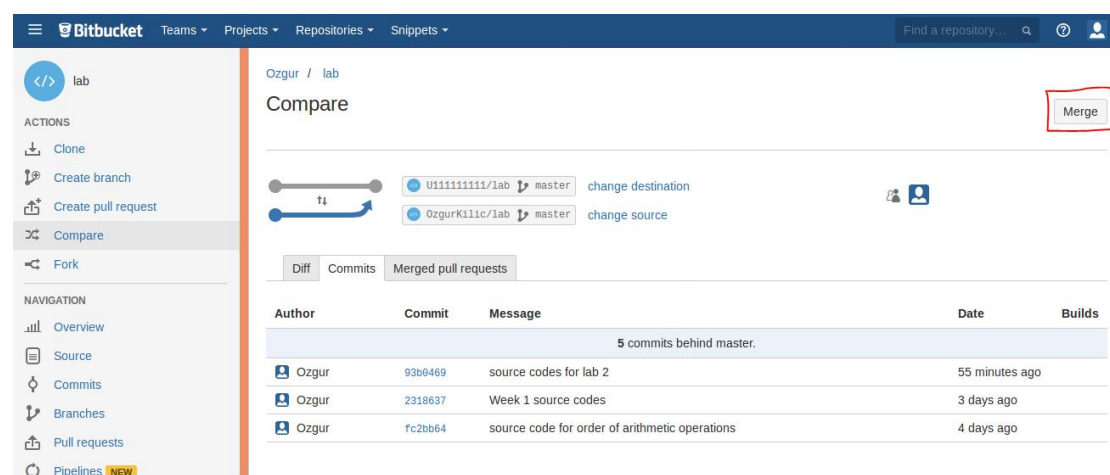 Bitbucket Teams Projects Repositories Snippets Find a repository...
</> lab
ACTIONS
Clone
Create branch
Create pull request
Compare
Fork
NAVIGATION
Overview
Source
Commits
Branches
Pull requests
Pipelines NEW
Ozgur / lab
Compare
Merge
U111111111/lab master change destination
OzgurKilic/lab master change source
Diff Commits Merged pull requests
Author Commit Message Date Builds
5 commits behind master.
Ozgur 93b0469 source codes for lab 2 55 minutes ago
Ozgur 2318637 Week 1 source codes 3 days ago
Ozgur fc2bb64 source code for order of arithmetic operations 4 days ago